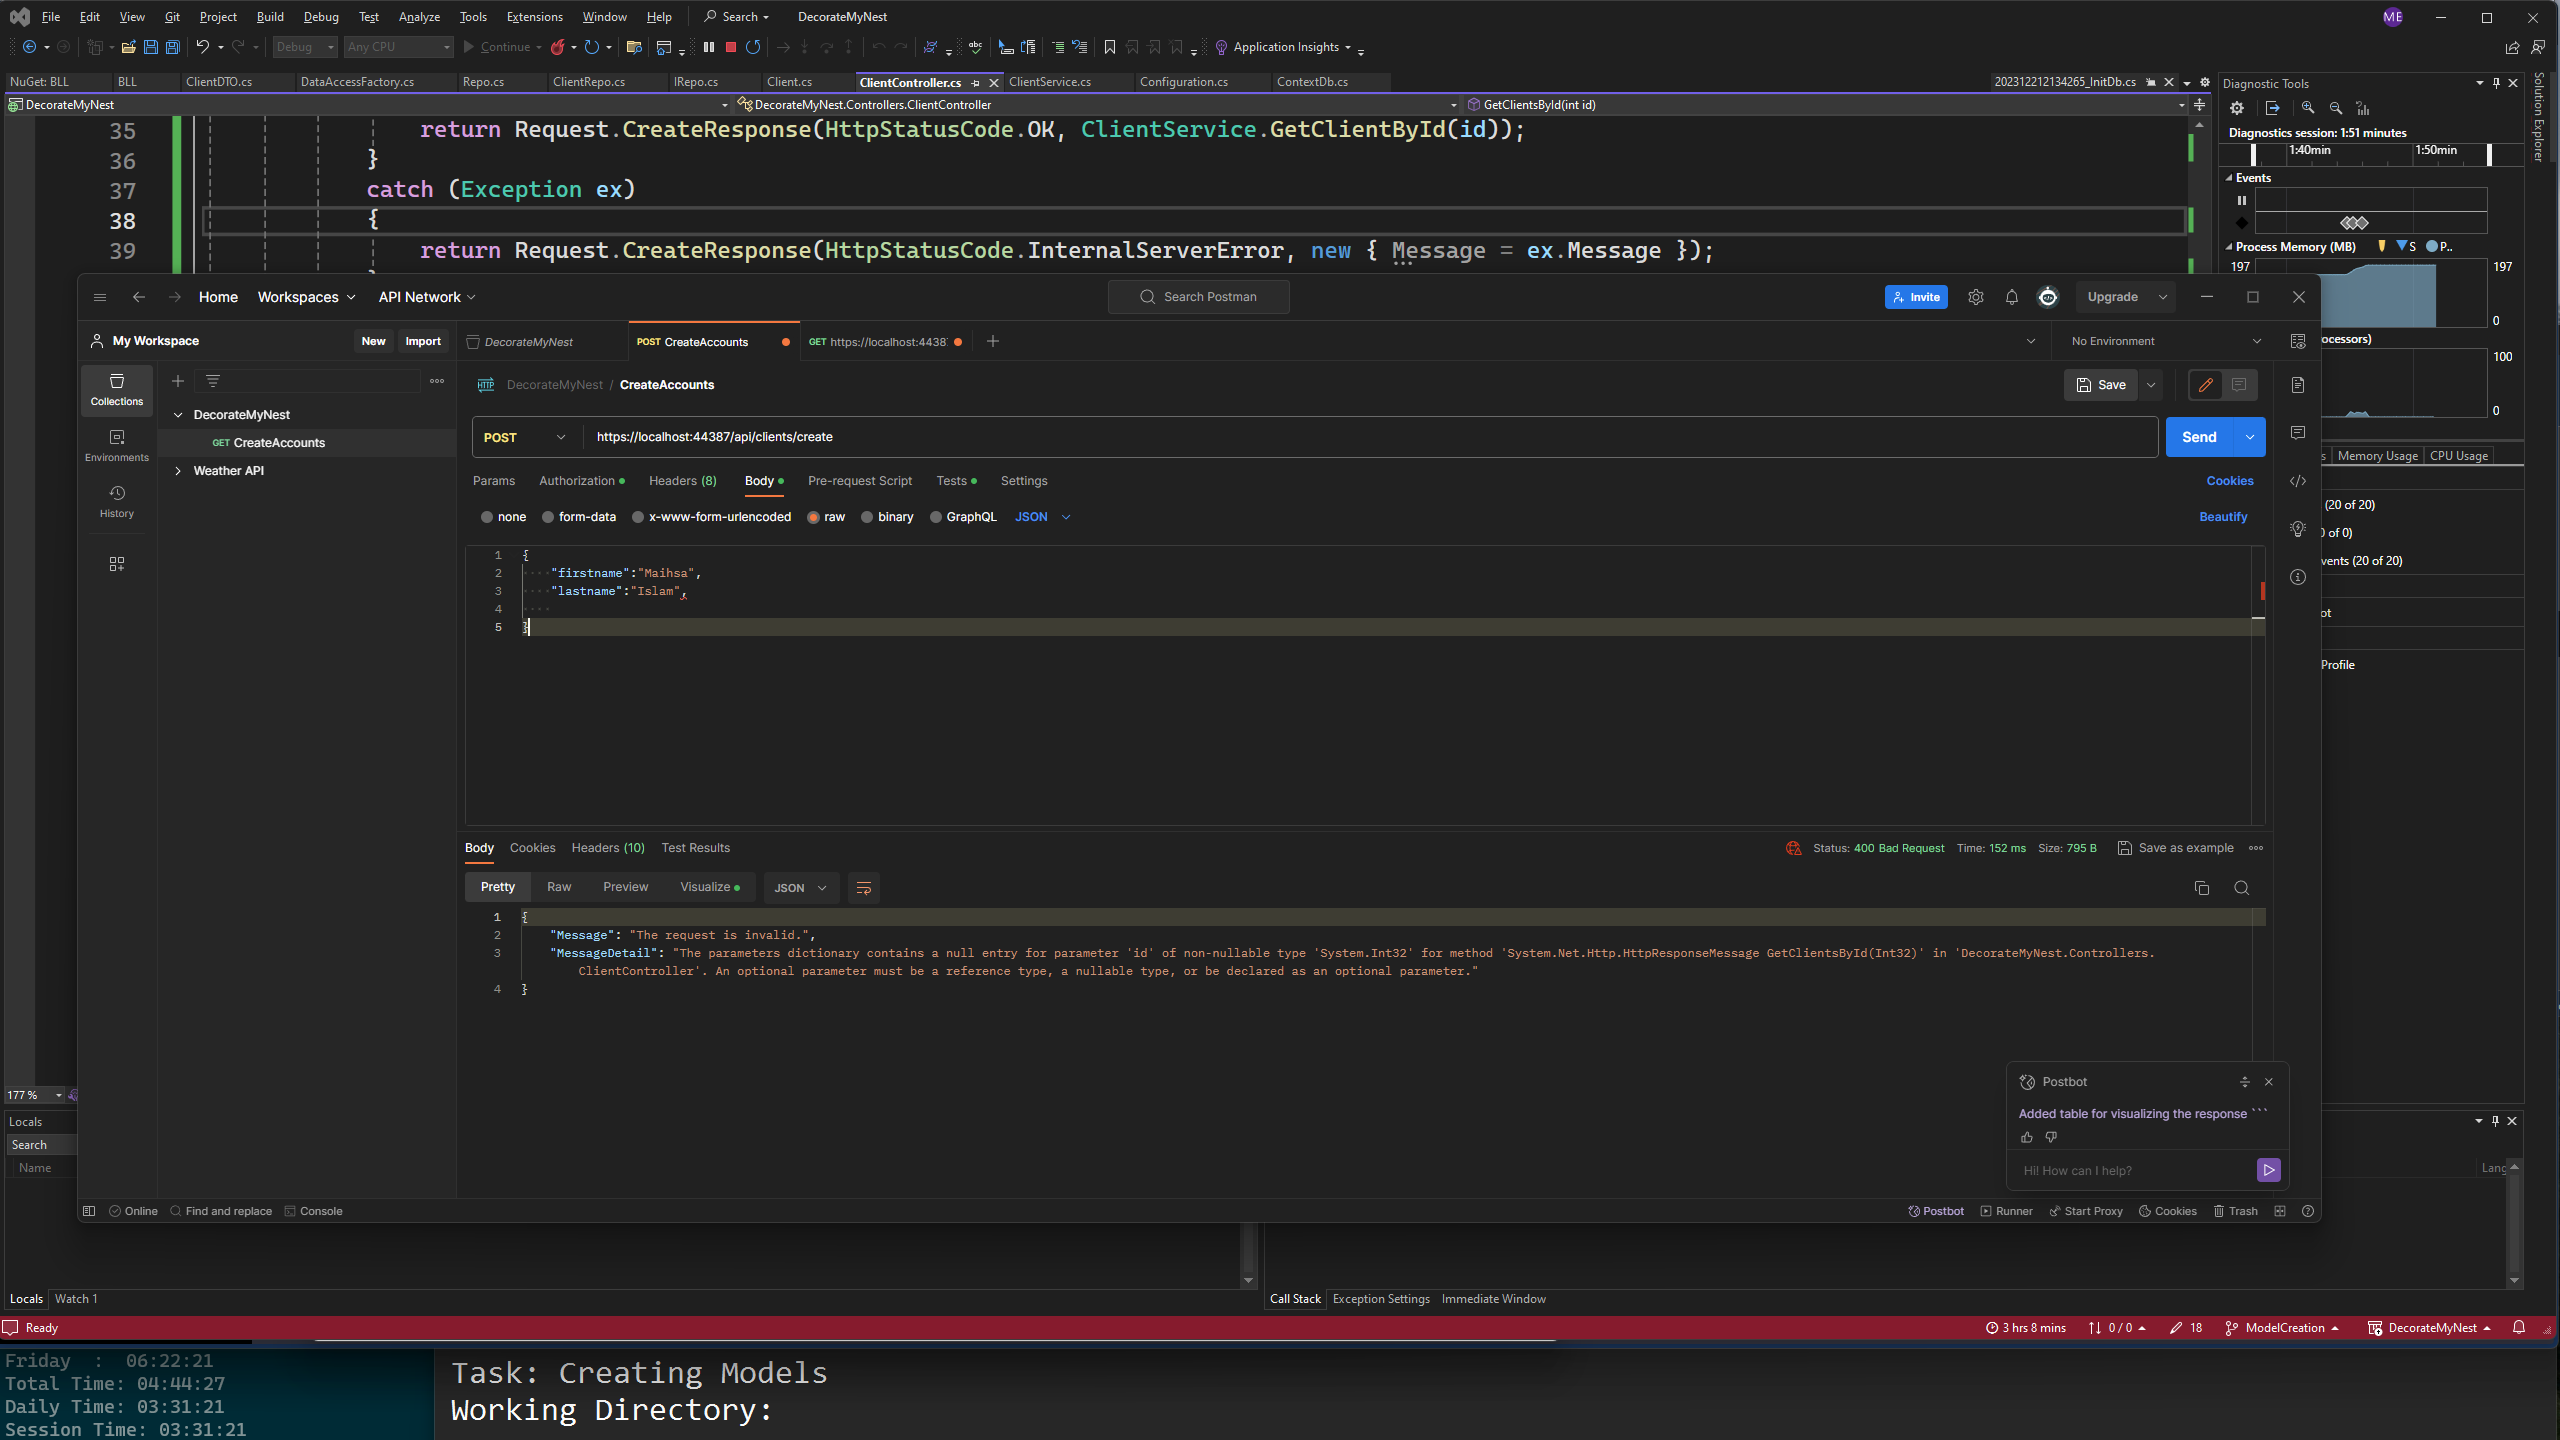 File Edit View Git Project Build Debug Test Analyze Tools Extensions Window Help Search DecorateMyNest ME
Debug Any CPU Continue Application Insights
NuGet: BLL BLL ClientDTO.cs DataAccessFactory.cs Repo.cs ClientRepo.cs IRepo.cs Client.cs ClientController.cs ClientService.cs Configuration.cs ContextDb.cs 202312212134265_InitDb.cs
DecorateMyNest DecorateMyNest.Controllers.ClientController GetClientsById(int id)
35 return Request.CreateResponse(HttpStatusCode.OK, ClientService.GetClientById(id));
36 }
37 catch (Exception ex)
38 {
39 return Request.CreateResponse(HttpStatusCode.InternalServerError, new { Message = ex.Message });
Diagnostic Tools
Diagnostics session: 1:51 minutes
1:40min 1:50min
Events
Process Memory (MB) S P..
197 197
0
ocessors)
100
0
Memory Usage CPU Usage
(20 of 20)
of 0)
vents (20 of 20)
ot
Profile
Solution Explorer
Home Workspaces API Network Search Postman Invite Upgrade
My Workspace New Import DecorateMyNest POST CreateAccounts GET https://localhost:4438 No Environment
Collections
Environments
History
DecorateMyNest
GET CreateAccounts
Weather API
HTTP DecorateMyNest / CreateAccounts Save
POST https://localhost:44387/api/clients/create Send
Params Authorization Headers (8) Body Pre-request Script Tests Settings Cookies
none form-data x-www-form-urlencoded raw binary GraphQL JSON Beautify
1 {
2 "firstname":"Maihsa",
3 "lastname":"Islam",
4
5 }
Body Cookies Headers (10) Test Results Status: 400 Bad Request Time: 152 ms Size: 795 B Save as example
Pretty Raw Preview Visualize JSON
1 {
2 "Message": "The request is invalid.",
3 "MessageDetail": "The parameters dictionary contains a null entry for parameter 'id' of non-nullable type 'System.Int32' for method 'System.Net.Http.HttpResponseMessage GetClientsById(Int32)' in 'DecorateMyNest.Controllers.
ClientController'. An optional parameter must be a reference type, a nullable type, or be declared as an optional parameter."
4 }
Postbot
Added table for visualizing the response ```
Hi! How can I help?
Online Find and replace Console Postbot Runner Start Proxy Cookies Trash
177 %
Locals
Search
Name
Lang
Locals Watch 1 Call Stack Exception Settings Immediate Window
Ready 3 hrs 8 mins 0 / 0 18 ModelCreation DecorateMyNest
Friday : 06:22:21
Total Time: 04:44:27
Daily Time: 03:31:21
Session Time: 03:31:21
Task: Creating Models
Working Directory: